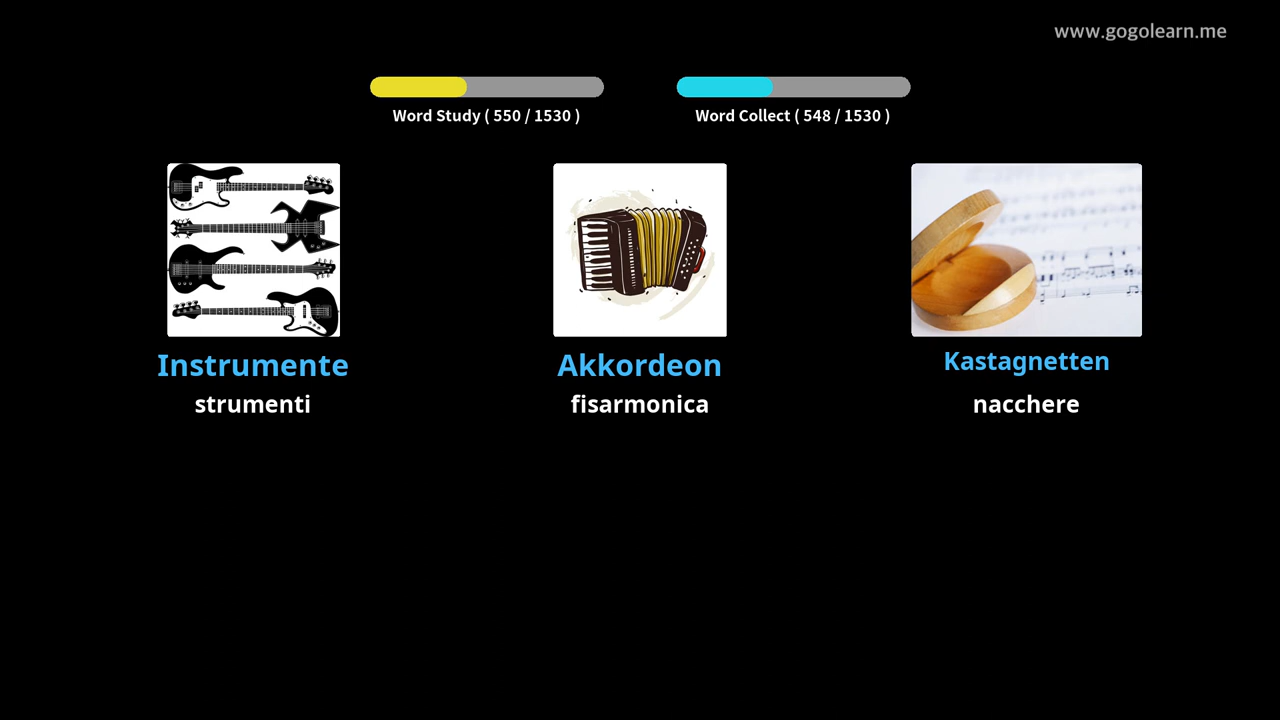 www.gogolearn.me
Word Study ( 550 / 1530 )
Word Collect ( 548 / 1530 )
Instrumente
strumenti
Akkordeon
fisarmonica
Kastagnetten
nacchere